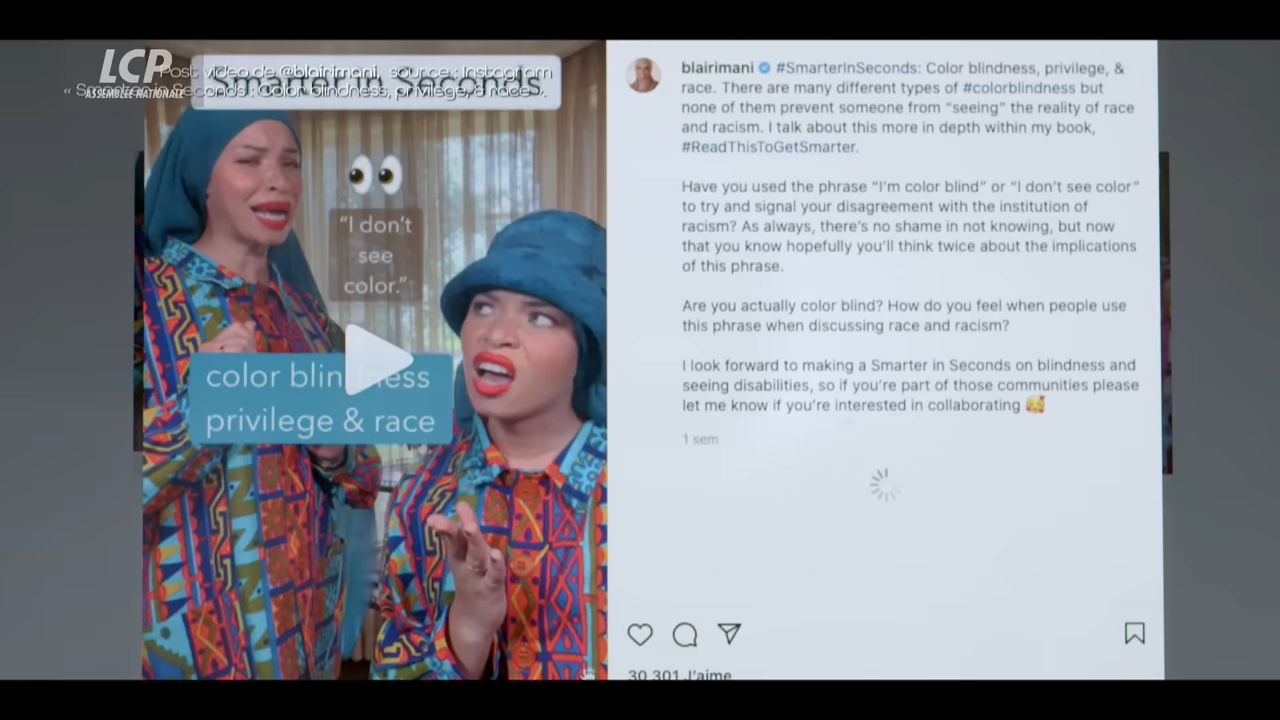 LCP
ASSEMBLÉE NATIONALE
Post vidéo de @blairimani, source : Instagram
« Smarter in Seconds : Color blindness, privilege, & race ».
Smarter in Seconds
"I don't
see
color."
color blindness
privilege & race
blairimani #SmarterInSeconds: Color blindness, privilege, &
race. There are many different types of #colorblindness but
none of them prevent someone from "seeing" the reality of race
and racism. I talk about this more in depth within my book,
#ReadThisToGetSmarter.
Have you used the phrase "I'm color blind" or "I don't see color"
to try and signal your disagreement with the institution of
racism? As always, there's no shame in not knowing, but now
that you know hopefully you'll think twice about the implications
of this phrase.
Are you actually color blind? How do you feel when people use
this phrase when discussing race and racism?
I look forward to making a Smarter in Seconds on blindness and
seeing disabilities, so if you're part of those communities please
let me know if you're interested in collaborating 🥰
1 sem
30 301 J'aime